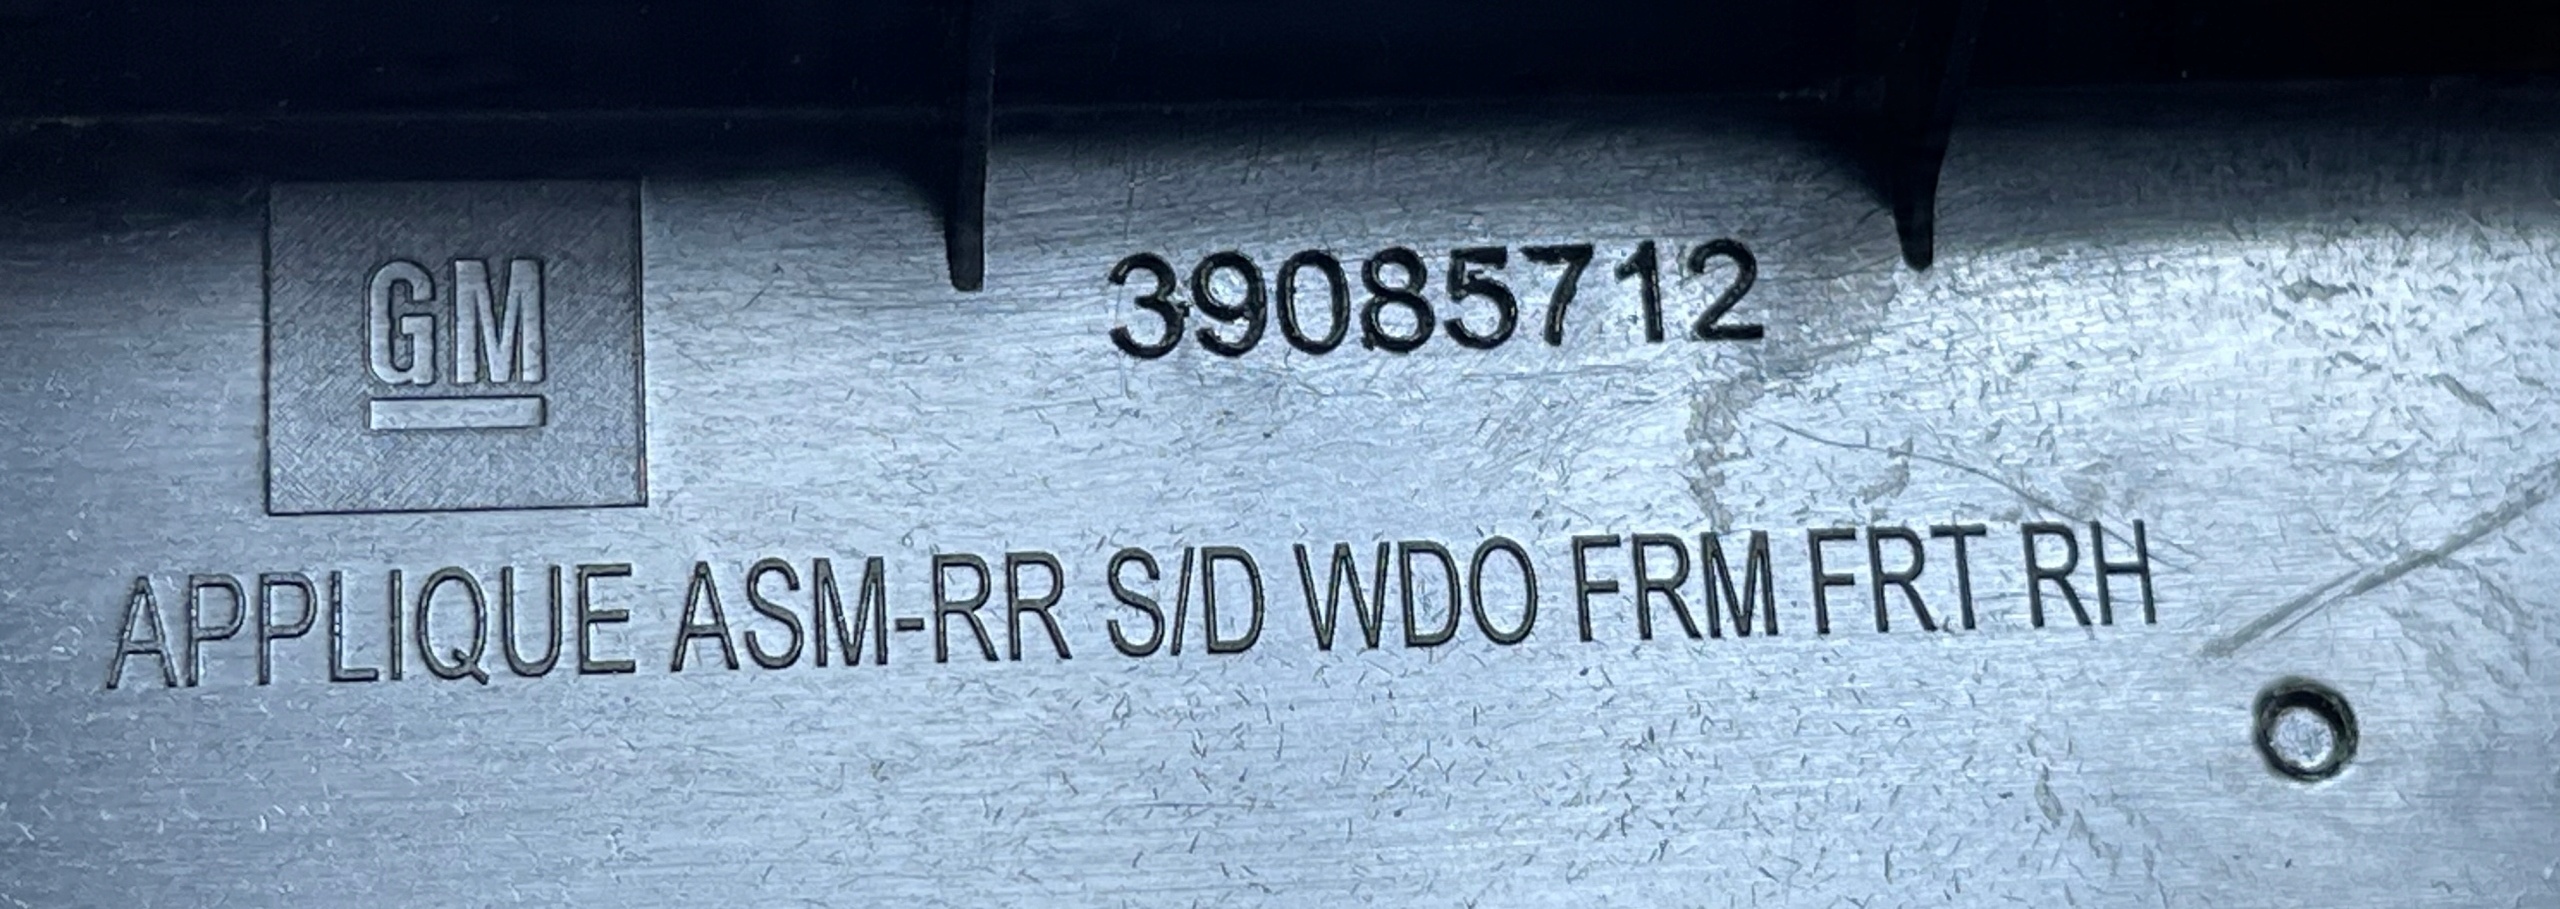 GM
39085712
APPLIQUE ASM-RR S/D WDO FRM FRT RH